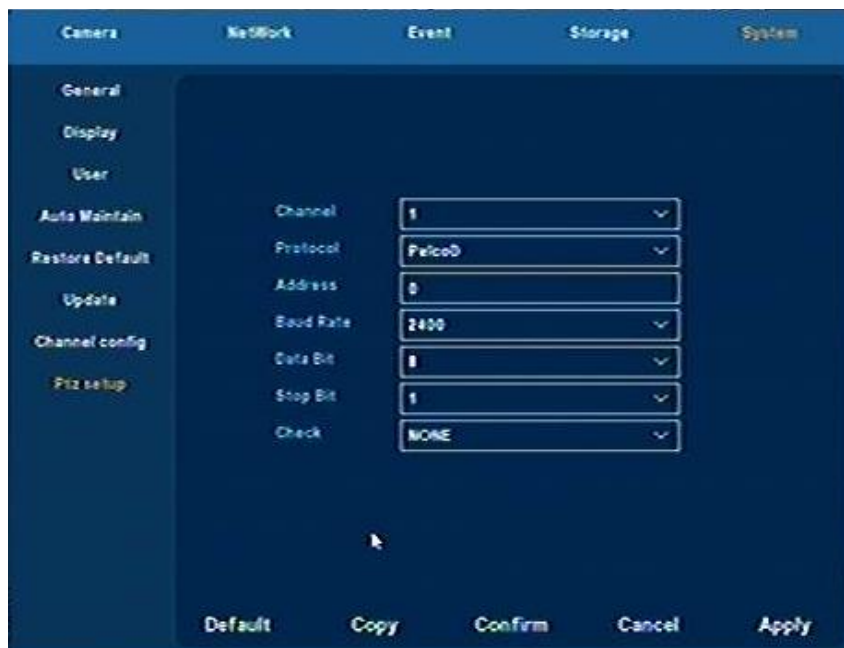 Camera NetWork Event Storage System
General
Display
User
Auto Maintain
Restore Default
Update
Channel config
Ptz setup
Channel 1
Protocol PelcoD
Address 0
Baud Rate 2400
Data Bit 8
Stop Bit 1
Check NONE
Default Copy Confirm Cancel Apply